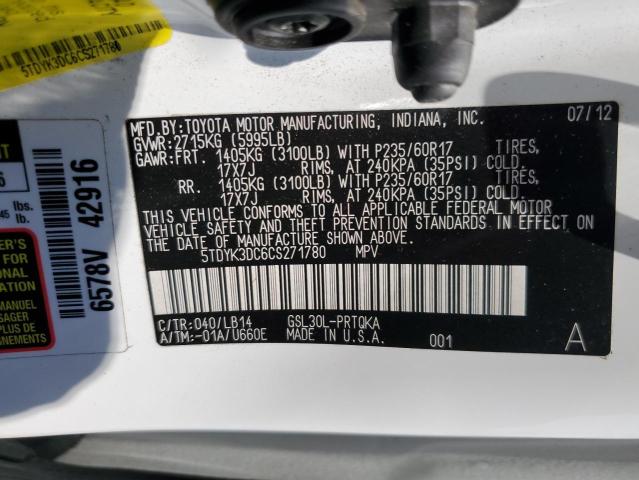 5TDYK3DC6CS271780
MFD. BY: TOYOTA MOTOR MANUFACTURING, INDIANA, INC. 07/12
GVWR: 2715KG (5995LB)
GAWR: FRT. 1405KG (3100LB) WITH P235/60R17 TIRES,
17X7J RIMS, AT 240KPA (35PSI) COLD.
RR. 1405KG (3100LB) WITH P235/60R17 TIRES,
17X7J RIMS, AT 240KPA (35PSI) COLD.
THIS VEHICLE CONFORMS TO ALL APPLICABLE FEDERAL MOTOR
VEHICLE SAFETY AND THEFT PREVENTION STANDARDS IN EFFECT ON
THE DATE OF MANUFACTURE SHOWN ABOVE.
5TDYK3DC6CS271780 MPV
C/TR: 040/LB14 GSL30L-PRTQKA
A/TM: -01A/U660E MADE IN U.S.A. 001 A
6578V 42916
lbs.
kg.
MANUEL